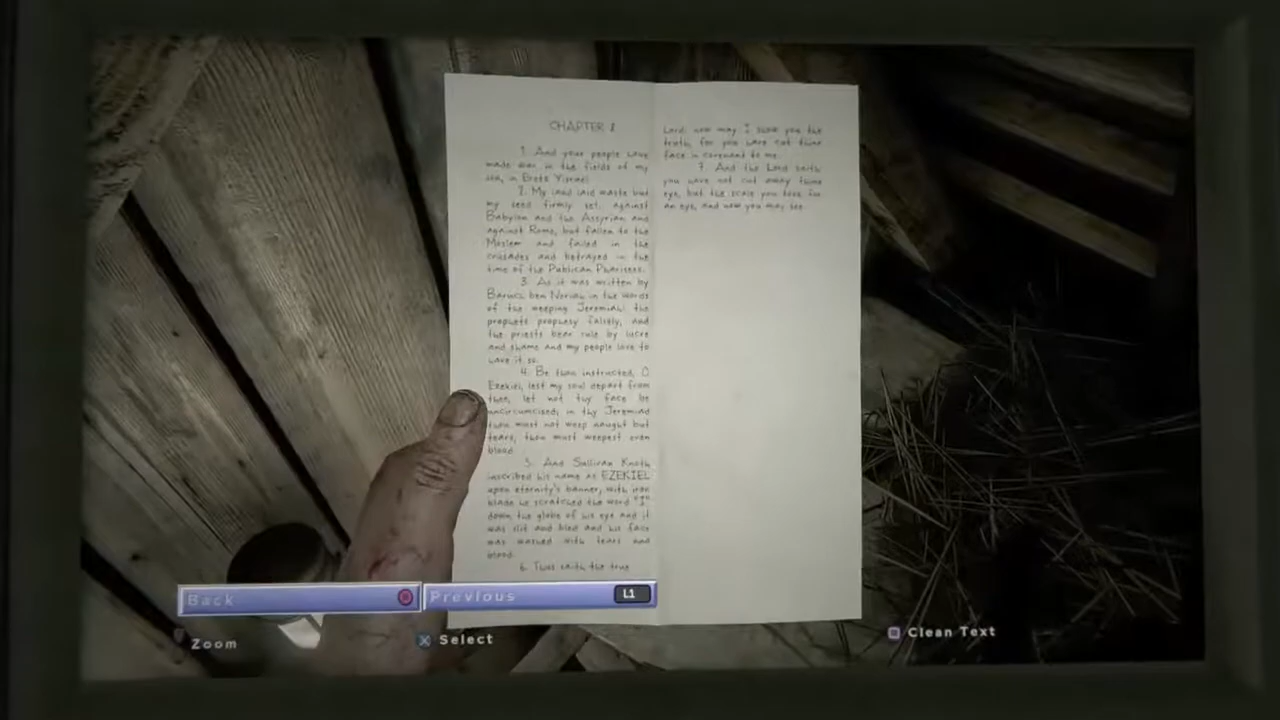 CHAPTER 1
1. And your people have
made war in the fields of my
son, in Eretz Yisrael.
2. My land laid waste but
my seed firmly set. Against
Babylon and the Assyrian and
against Rome, but fallen to the
Moslem and failed in the
crusades and betrayed in the
time of the Publican Pharisees.
3. As it was written by
Baruch ben Neriah in the words
of the weeping Jeremiah: the
prophets prophesy falsely, and
the priests bear rule by lucre
and shame and my people love to
have it so.
4. Be thou instructed, O
Ezekiel, lest my soul depart from
thee, let not thy face be
uncircumcised; in thy Jeremiad
thou must not weep naught but
tears, thou must weepest even
blood.
5. And Sullivan Knoth
inscribed his name as EZEKIEL
upon eternity's banner, with iron
blade he scratched the word
down the globe of his eye and it
was slit and bled and his face
was washed with tears and
blood.
6. Thus saith the true
Lord: now may I show you the
truth, for you have cut thine
face in covenant to me.
7. And the Lord saith
you have not cut away thine
eye, but the scale you took for
an eye, and now you may see.
Back
Previous L1
Zoom
Select
Clean Text